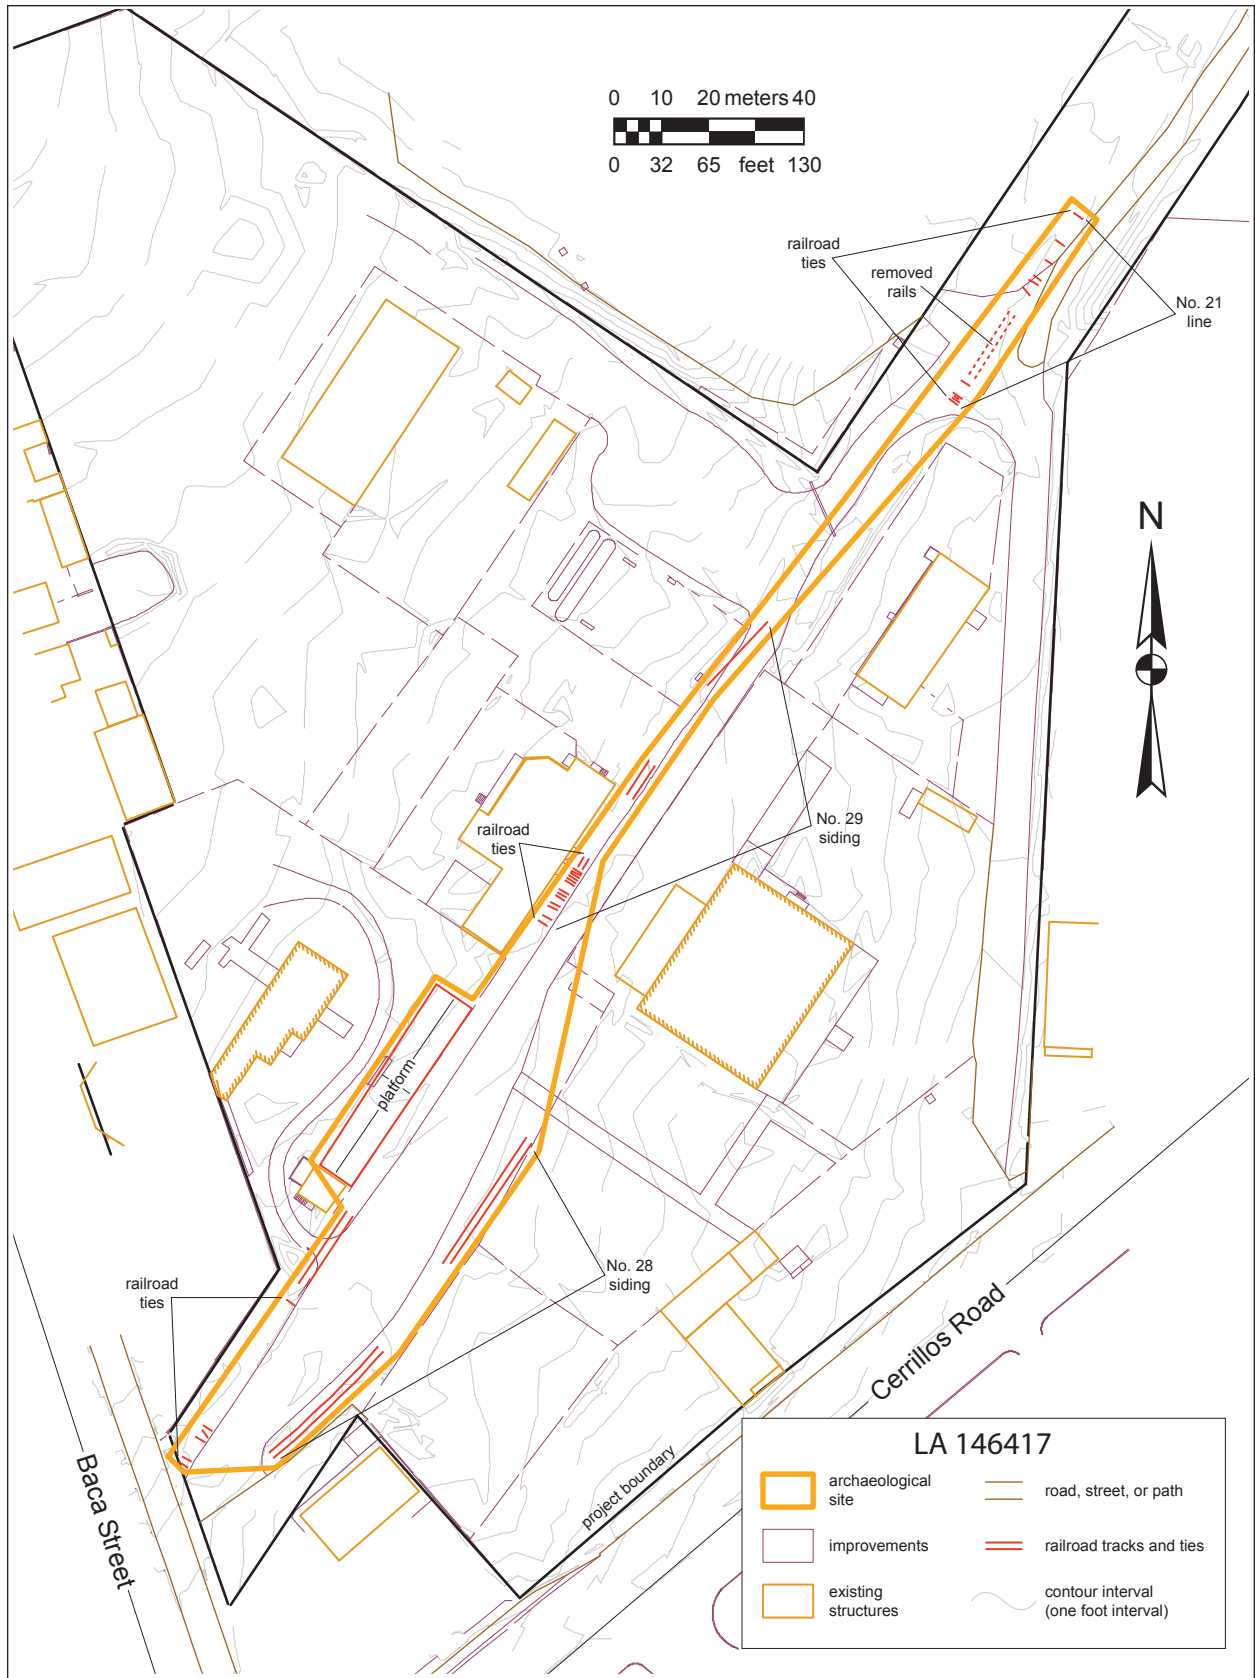 0 10 20 meters 40
0 32 65 feet 130
railroad
ties
removed
rails
No. 21
line
N
No. 29
siding
railroad
ties
platform
No. 28
siding
railroad
ties
Cerrillos Road
project boundary
Baca Street
LA 146417
archaeological
site
road, street, or path
improvements
railroad tracks and ties
existing
structures
contour interval
(one foot interval)